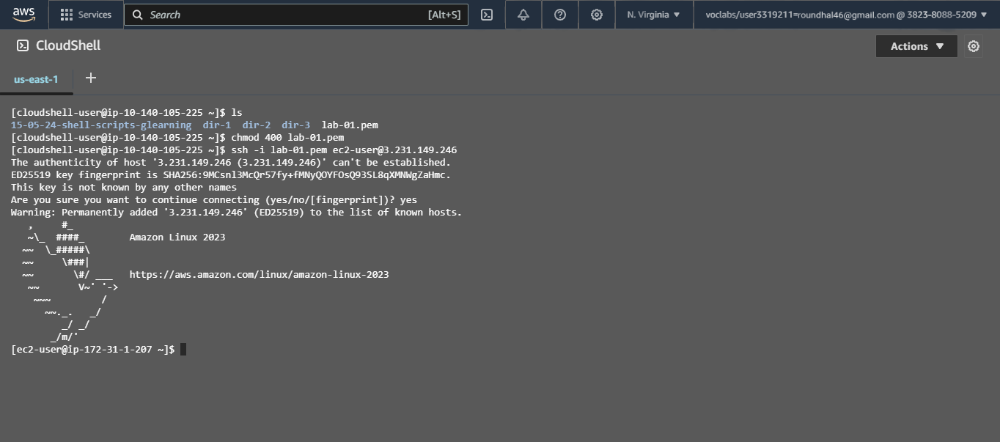 aws
Services
Search [Alt+S]
N. Virginia ▼
voclabs/user3319211=roundhal46@gmail.com @ 3823-8088-5209 ▼
CloudShell
Actions ▼
us-east-1 +
[cloudshell-user@ip-10-140-105-225 ~]$ ls
15-05-24-shell-scripts-glearning  dir-1  dir-2  dir-3  lab-01.pem
[cloudshell-user@ip-10-140-105-225 ~]$ chmod 400 lab-01.pem
[cloudshell-user@ip-10-140-105-225 ~]$ ssh -i lab-01.pem ec2-user@3.231.149.246
The authenticity of host '3.231.149.246 (3.231.149.246)' can't be established.
ED25519 key fingerprint is SHA256:9MCsnl3McQr57fy+fMNyQOYFOsQ93SL8qXMNWgZaHmc.
This key is not known by any other names
Are you sure you want to continue connecting (yes/no/[fingerprint])? yes
Warning: Permanently added '3.231.149.246' (ED25519) to the list of known hosts.
   ,     #_
   ~\_  ####_        Amazon Linux 2023
  ~~  \_#####\
  ~~     \###|
  ~~       \#/ ___   https://aws.amazon.com/linux/amazon-linux-2023
   ~~       V~' '->
    ~~~         /
      ~~._.   _/
         _/ _/
       _/m/'
[ec2-user@ip-172-31-1-207 ~]$